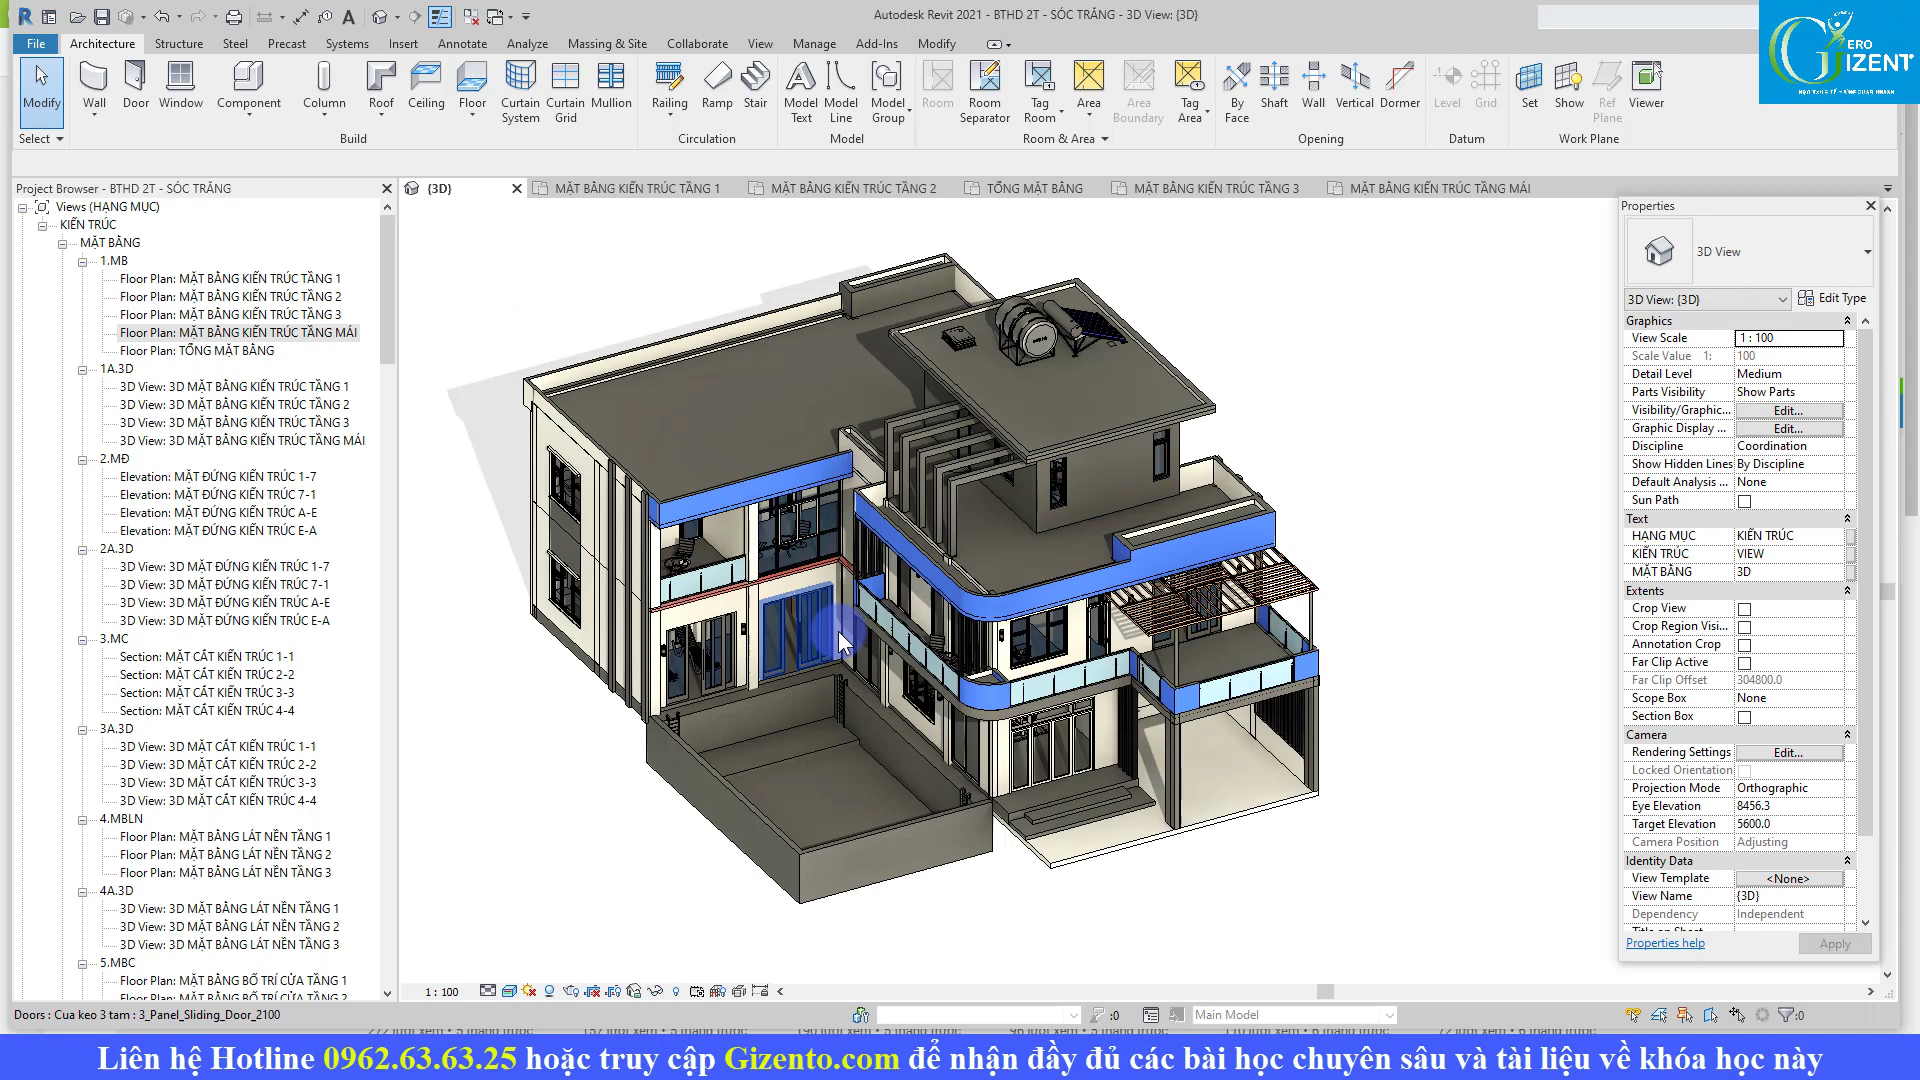 Autodesk Revit 2021 - BTHD 2T - SÓC TRĂNG - 3D View: {3D}
ERO
GIZENT
File Architecture Structure Steel Precast Systems Insert Annotate Analyze Massing & Site Collaborate View Manage Add-Ins Modify
Modify Wall Door Window Component Column Roof Ceiling Floor Curtain System Curtain Grid Mullion Railing Ramp Stair Model Text Model Line Model Group Room Room Separator Tag Room Area Area Boundary Tag Area By Face Shaft Wall Vertical Dormer Level Grid Set Show Ref Plane Viewer
Select Build Circulation Model Room & Area Opening Datum Work Plane
Project Browser - BTHD 2T - SÓC TRĂNG
{3D} MẶT BẰNG KIẾN TRÚC TẦNG 1 MẶT BẰNG KIẾN TRÚC TẦNG 2 TỔNG MẶT BẰNG MẶT BẰNG KIẾN TRÚC TẦNG 3 MẶT BẰNG KIẾN TRÚC TẦNG MÁI
Views (HẠNG MỤC)
KIẾN TRÚC
MẶT BẰNG
1.MB
Floor Plan: MẶT BẰNG KIẾN TRÚC TẦNG 1
Floor Plan: MẶT BẰNG KIẾN TRÚC TẦNG 2
Floor Plan: MẶT BẰNG KIẾN TRÚC TẦNG 3
Floor Plan: MẶT BẰNG KIẾN TRÚC TẦNG MÁI
Floor Plan: TỔNG MẶT BẰNG
1A.3D
3D View: 3D MẶT BẰNG KIẾN TRÚC TẦNG 1
3D View: 3D MẶT BẰNG KIẾN TRÚC TẦNG 2
3D View: 3D MẶT BẰNG KIẾN TRÚC TẦNG 3
3D View: 3D MẶT BẰNG KIẾN TRÚC TẦNG MÁI
2.MĐ
Elevation: MẶT ĐỨNG KIẾN TRÚC 1-7
Elevation: MẶT ĐỨNG KIẾN TRÚC 7-1
Elevation: MẶT ĐỨNG KIẾN TRÚC A-E
Elevation: MẶT ĐỨNG KIẾN TRÚC E-A
2A.3D
3D View: 3D MẶT ĐỨNG KIẾN TRÚC 1-7
3D View: 3D MẶT ĐỨNG KIẾN TRÚC 7-1
3D View: 3D MẶT ĐỨNG KIẾN TRÚC A-E
3D View: 3D MẶT ĐỨNG KIẾN TRÚC E-A
3.MC
Section: MẶT CẮT KIẾN TRÚC 1-1
Section: MẶT CẮT KIẾN TRÚC 2-2
Section: MẶT CẮT KIẾN TRÚC 3-3
Section: MẶT CẮT KIẾN TRÚC 4-4
3A.3D
3D View: 3D MẶT CẮT KIẾN TRÚC 1-1
3D View: 3D MẶT CẮT KIẾN TRÚC 2-2
3D View: 3D MẶT CẮT KIẾN TRÚC 3-3
3D View: 3D MẶT CẮT KIẾN TRÚC 4-4
4.MBLN
Floor Plan: MẶT BẰNG LÁT NỀN TẦNG 1
Floor Plan: MẶT BẰNG LÁT NỀN TẦNG 2
Floor Plan: MẶT BẰNG LÁT NỀN TẦNG 3
4A.3D
3D View: 3D MẶT BẰNG LÁT NỀN TẦNG 1
3D View: 3D MẶT BẰNG LÁT NỀN TẦNG 2
3D View: 3D MẶT BẰNG LÁT NỀN TẦNG 3
5.MBC
Floor Plan: MẶT BẰNG BỐ TRÍ CỬA TẦNG 1
Floor Plan: MẶT BẰNG BỐ TRÍ CỬA TẦNG 2
Properties
3D View
3D View: {3D} Edit Type
Graphics
View Scale 1 : 100
Scale Value 1: 100
Detail Level Medium
Parts Visibility Show Parts
Visibility/Graphic... Edit...
Graphic Display ... Edit...
Discipline Coordination
Show Hidden Lines By Discipline
Default Analysis ... None
Sun Path
Text
HẠNG MỤC KIẾN TRÚC
KIẾN TRÚC VIEW
MẶT BẰNG 3D
Extents
Crop View
Crop Region Visi...
Annotation Crop
Far Clip Active
Far Clip Offset 304800.0
Scope Box None
Section Box
Camera
Rendering Settings Edit...
Locked Orientation
Projection Mode Orthographic
Eye Elevation 8456.3
Target Elevation 5600.0
Camera Position Adjusting
Identity Data
View Template <None>
View Name {3D}
Dependency Independent
Properties help Apply
1 : 100
Doors : Cua keo 3 tam : 3_Panel_Sliding_Door_2100 :0 Main Model :0
Liên hệ Hotline 0962.63.63.25 hoặc truy cập Gizento.com để nhận đầy đủ các bài học chuyên sâu và tài liệu về khóa học này